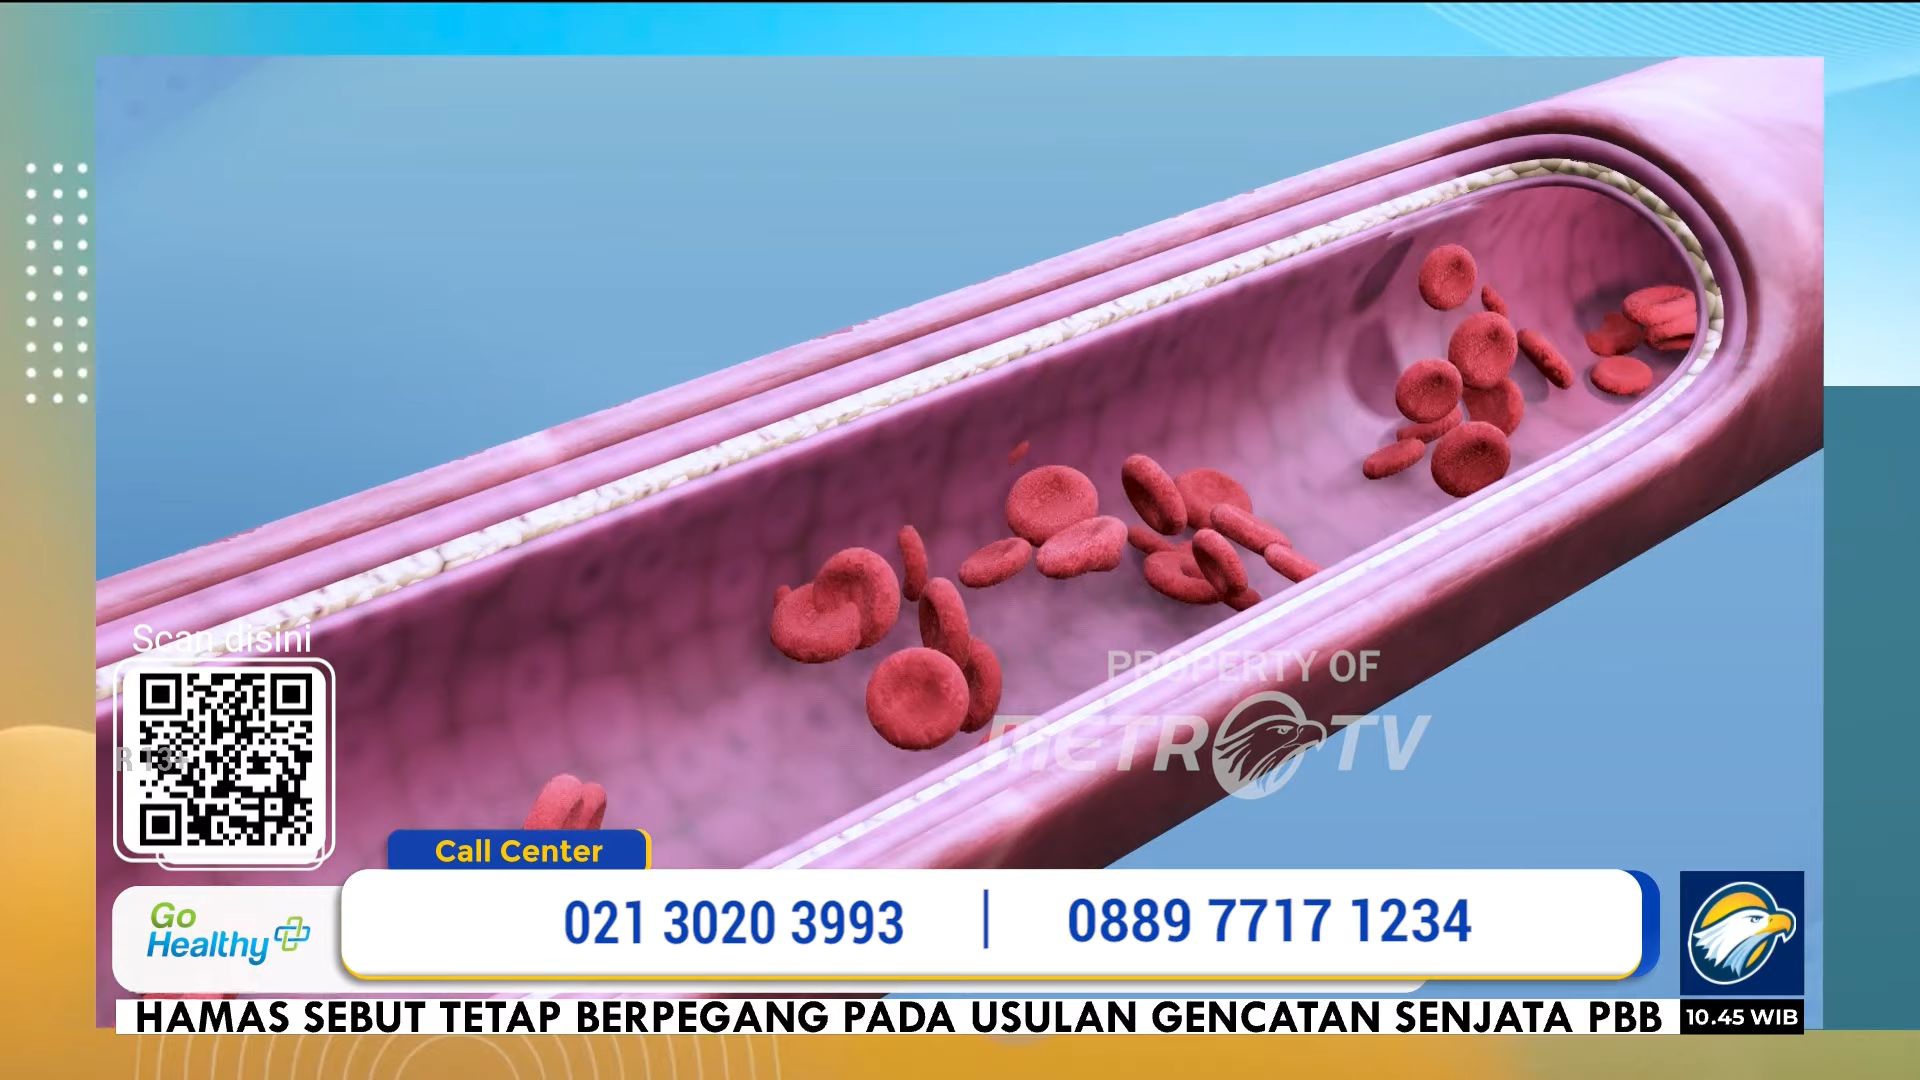 Scan disini
R 13+
PROPERTY OF
METRO TV
Call Center
021 3020 3993 | 0889 7717 1234
Go
Healthy
HAMAS SEBUT TETAP BERPEGANG PADA USULAN GENCATAN SENJATA PBB
10.45 WIB